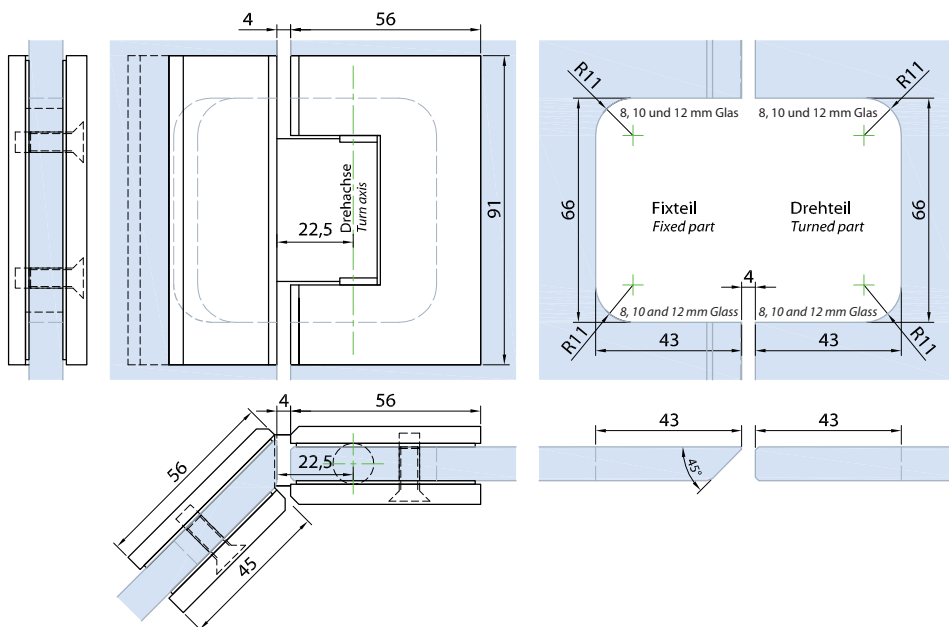 4
56
91
Drehachse
Turn axis
22,5
R11
R11
8, 10 und 12 mm Glas
8, 10 und 12 mm Glas
66
66
Fixteil
Fixed part
Drehteil
Turned part
4
8, 10 and 12 mm Glass
8, 10 and 12 mm Glass
R11
R11
43
43
4
56
22,5
56
45
43
43
45°